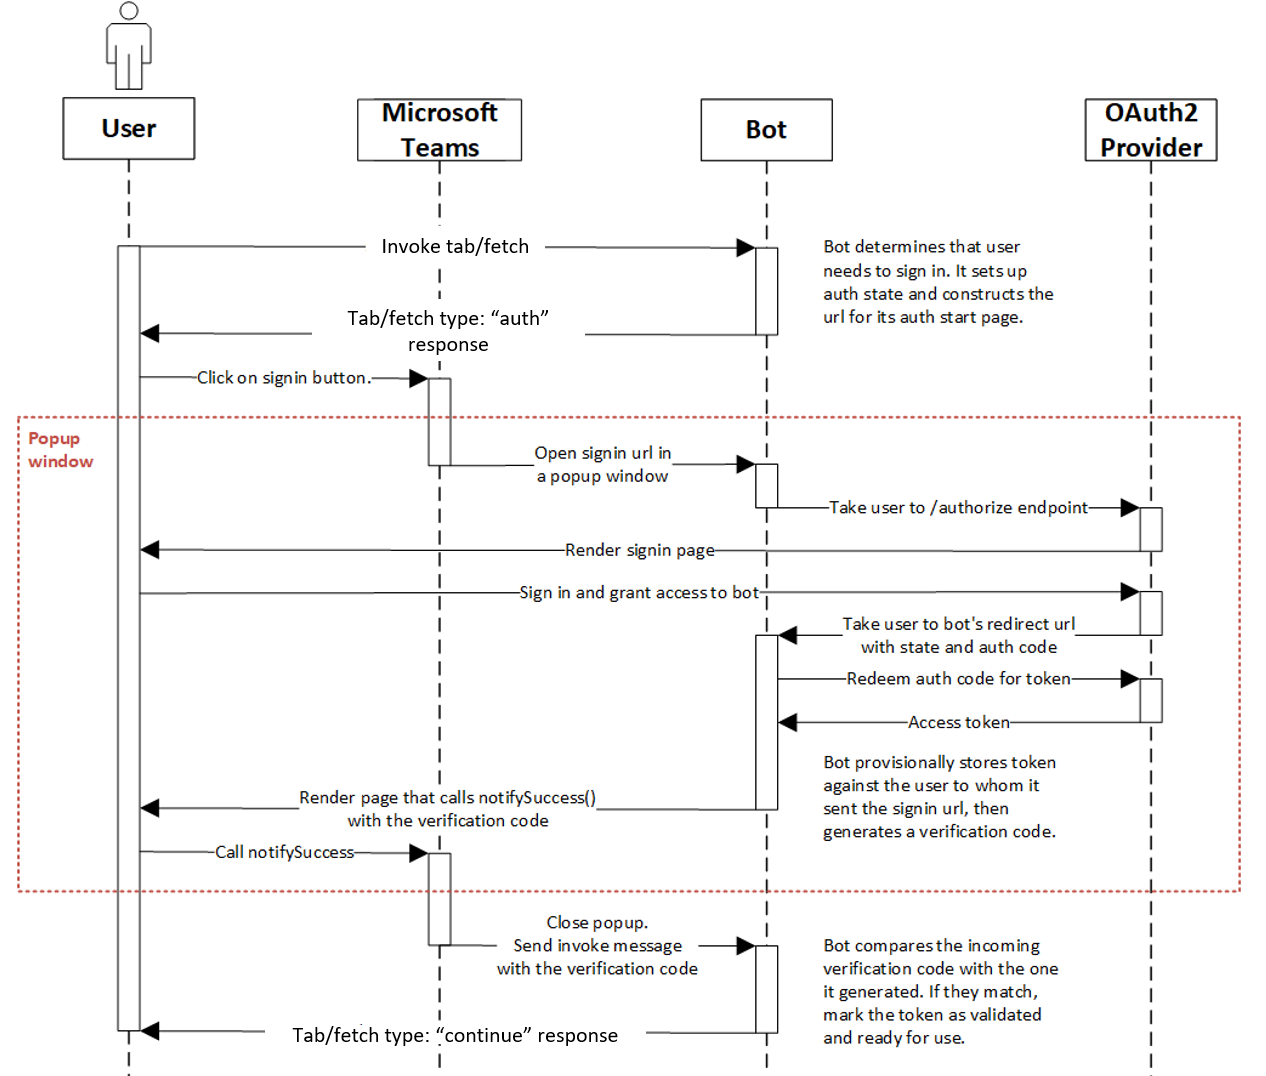 User
Microsoft
Teams
Bot
OAuth2
Provider
Invoke tab/fetch
Bot determines that user
needs to sign in. It sets up
auth state and constructs the
url for its auth start page.
Tab/fetch type: “auth”
response
Click on signin button.
Popup
window
Open signin url in
a popup window
Take user to /authorize endpoint
Render signin page
Sign in and grant access to bot
Take user to bot's redirect url
with state and auth code
Redeem auth code for token
Access token
Bot provisionally stores token
against the user to whom it
sent the signin url, then
generates a verification code.
Render page that calls notifySuccess()
with the verification code
Call notifySuccess
Close popup.
Send invoke message
with the verification code
Bot compares the incoming
verification code with the one
it generated. If they match,
mark the token as validated
and ready for use.
Tab/fetch type: “continue” response